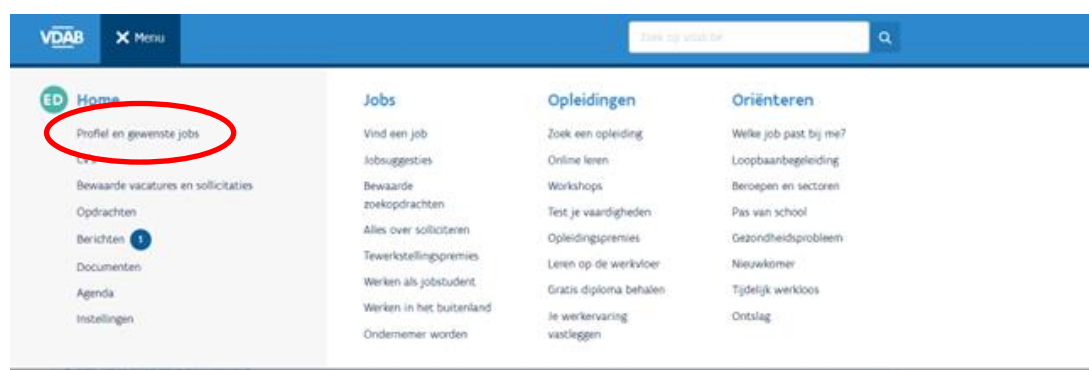 VDAB
Menu
Zoek op vdab.be
ED Home
Profiel en gewenste jobs
CV's
Bewaarde vacatures en sollicitaties
Opdrachten
Berichten 1
Documenten
Agenda
Instellingen
Jobs
Vind een job
Jobsuggesties
Bewaarde
zoekopdrachten
Alles over solliciteren
Tewerkstellingspremies
Werken als jobstudent
Werken in het buitenland
Ondernemer worden
Opleidingen
Zoek een opleiding
Online leren
Workshops
Test je vaardigheden
Opleidingspremies
Leren op de werkvloer
Gratis diploma behalen
Je werkervaring
vastleggen
Oriënteren
Welke job past bij me?
Loopbaanbegeleiding
Beroepen en sectoren
Pas van school
Gezondheidsprobleem
Nieuwkomer
Tijdelijk werkloos
Ontslag